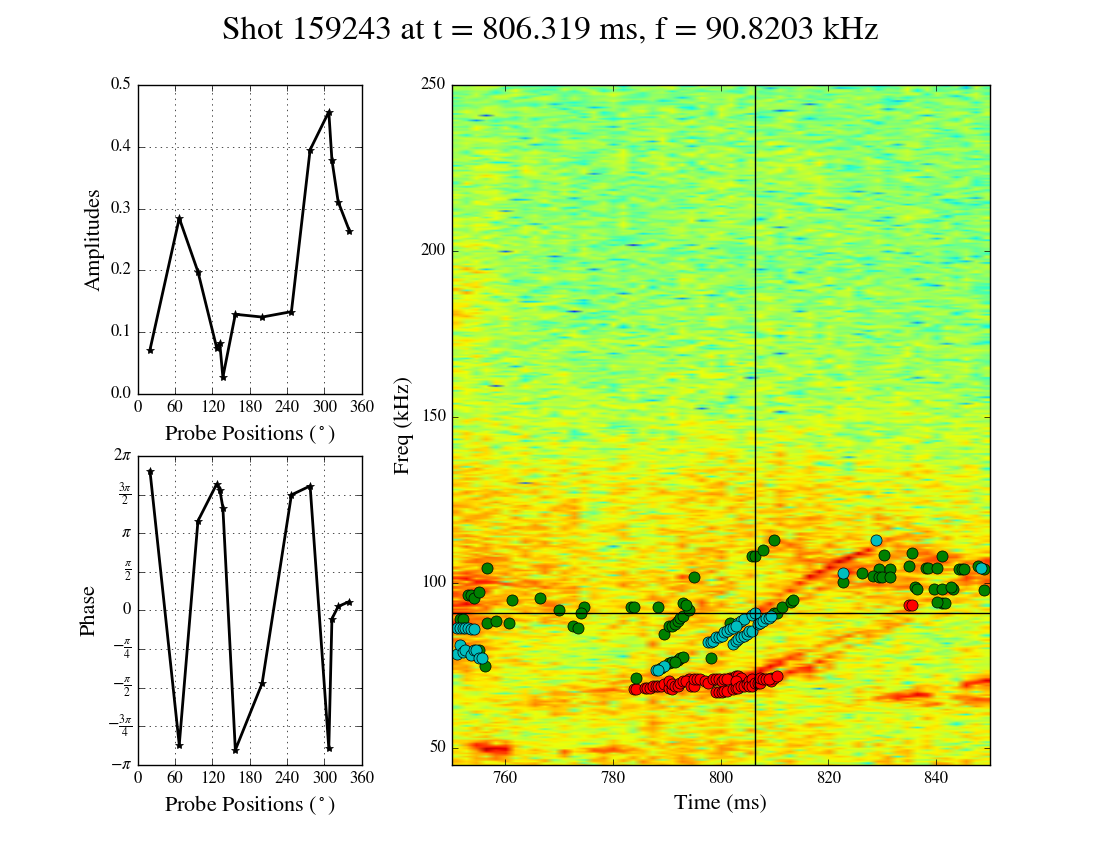 Shot 159243 at t = 806.319 ms, f = 90.8203 kHz
0.5
0.4
0.3
0.2
0.1
0.0
Amplitudes
0 60 120 180 240 300 360
Probe Positions (°)
2π
3π/2
π
π/2
0
−π/4
−π/2
−3π/4
−π
Phase
0 60 120 180 240 300 360
Probe Positions (°)
250
200
150
100
50
Freq (kHz)
760 780 800 820 840
Time (ms)